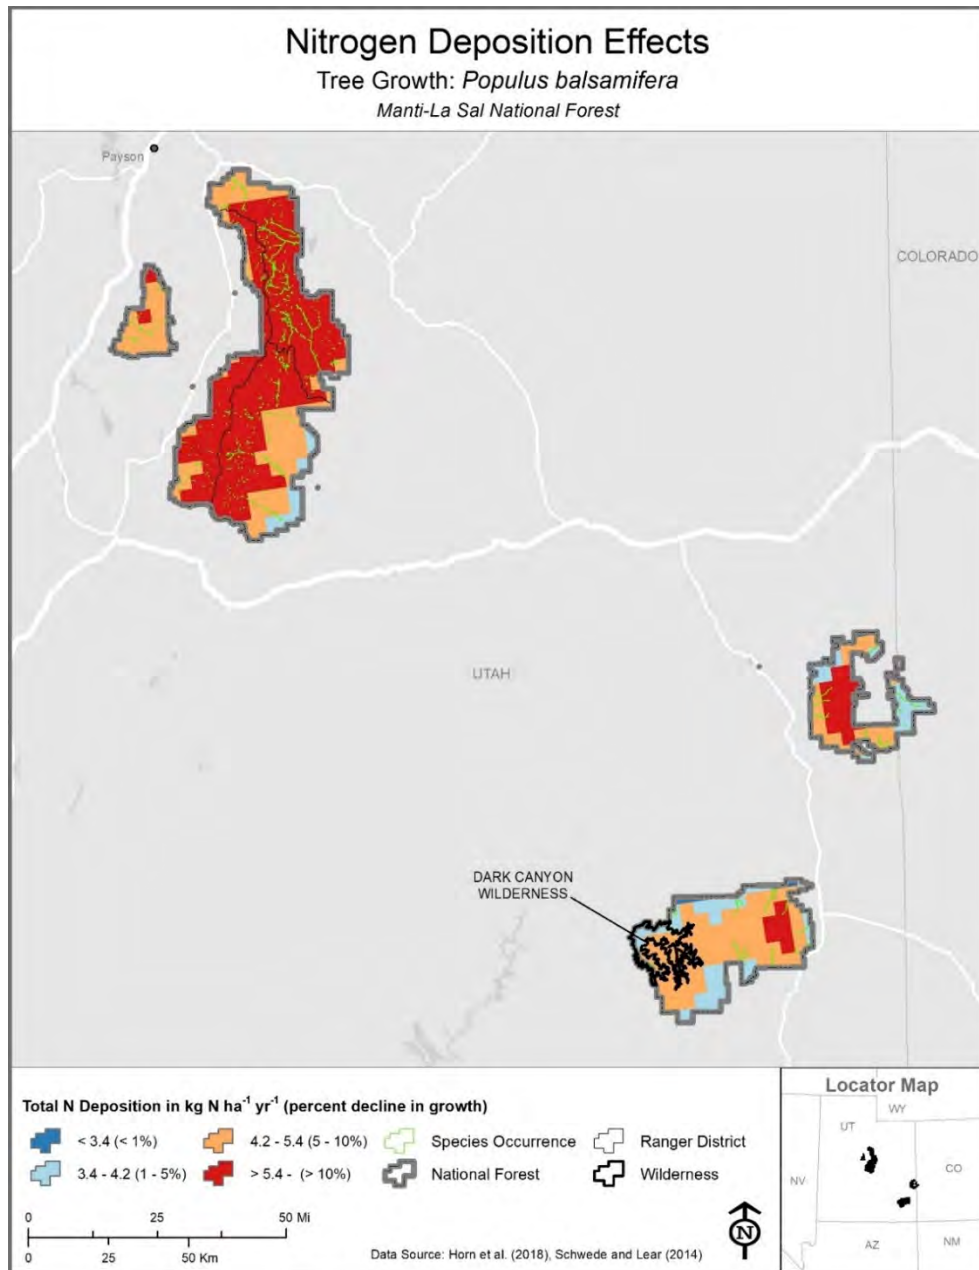 Nitrogen Deposition Effects
Tree Growth: Populus balsamifera
Manti-La Sal National Forest
Payson
COLORADO
UTAH
DARK CANYON
WILDERNESS
Total N Deposition in kg N ha⁻¹ yr⁻¹ (percent decline in growth)
< 3.4 (< 1%)
4.2 - 5.4 (5 - 10%)
Species Occurrence
Ranger District
3.4 - 4.2 (1 - 5%)
> 5.4 - (> 10%)
National Forest
Wilderness
0 25 50 Mi
0 25 50 Km
N
Data Source: Horn et al. (2018), Schwede and Lear (2014)
Locator Map
WY
UT
NV
CO
AZ
NM